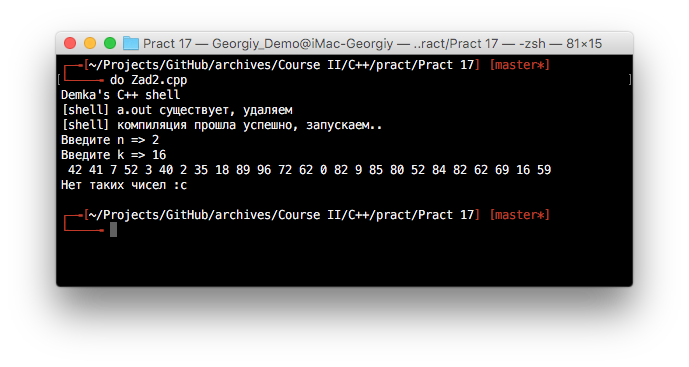 Pract 17 — Georgiy_Demo@iMac-Georgiy — ..ract/Pract 17 — -zsh — 81×15
[~/Projects/GitHub/archives/Course II/C++/pract/Pract 17] [master*]
do Zad2.cpp
Demka's C++ shell
[shell] a.out существует, удаляем
[shell] компиляция прошла успешно, запускаем..
Введите n => 2
Введите k => 16
42 41 7 52 3 40 2 35 18 89 96 72 62 0 82 9 85 80 52 84 82 62 69 16 59
Нет таких чисел :c
[~/Projects/GitHub/archives/Course II/C++/pract/Pract 17] [master*]